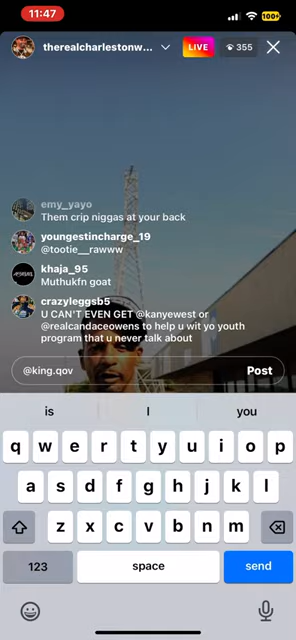 11:47
100+
therealcharlestonw...
LIVE
355
emy_yayo
Them crip niggas at your back
youngestincharge_19
@tootie__rawww
khaja_95
Muthukfn goat
crazyleggsb5
U CAN'T EVEN GET @kanyewest or
@realcandaceowens to help u wit yo youth
program that u never talk about
@king.qov
Post
is I you
q w e r t y u i o p
a s d f g h j k l
z x c v b n m
123 space send